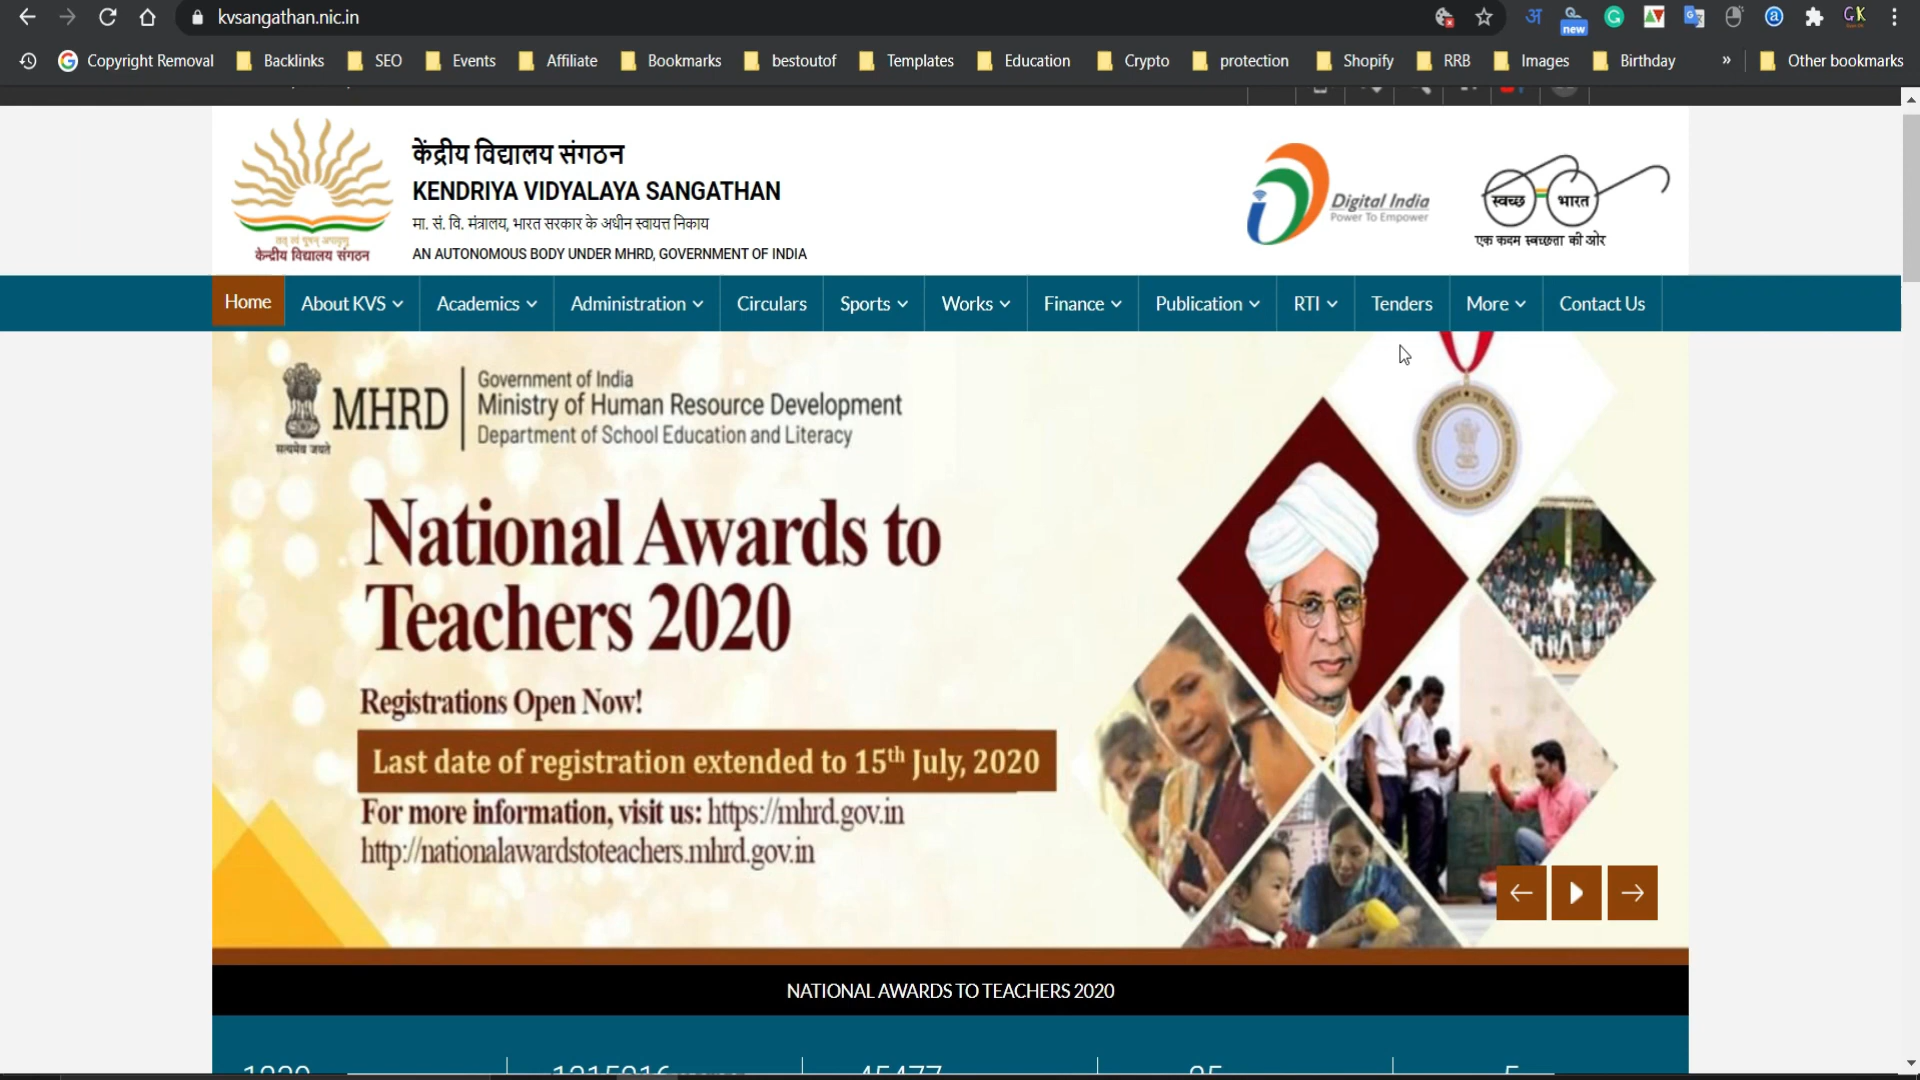 kvsangathan.nic.in
new
GK
Copyright Removal
Backlinks
SEO
Events
Affiliate
Bookmarks
bestoutof
Templates
Education
Crypto
protection
Shopify
RRB
Images
Birthday
»
Other bookmarks
केन्द्रीय विद्यालय संगठन
केंद्रीय विद्यालय संगठन
KENDRIYA VIDYALAYA SANGATHAN
मा. सं. वि. मंत्रालय, भारत सरकार के अधीन स्वायत्त निकाय
AN AUTONOMOUS BODY UNDER MHRD, GOVERNMENT OF INDIA
Digital India
Power To Empower
स्वच्छ भारत
एक कदम स्वच्छता की ओर
Home
About KVS
Academics
Administration
Circulars
Sports
Works
Finance
Publication
RTI
Tenders
More
Contact Us
सत्यमेव जयते
MHRD
Government of India
Ministry of Human Resource Development
Department of School Education and Literacy
National Awards to
Teachers 2020
Registrations Open Now!
Last date of registration extended to 15th July, 2020
For more information, visit us: https://mhrd.gov.in
http://nationalawardstoteachers.mhrd.gov.in
NATIONAL AWARDS TO TEACHERS 2020